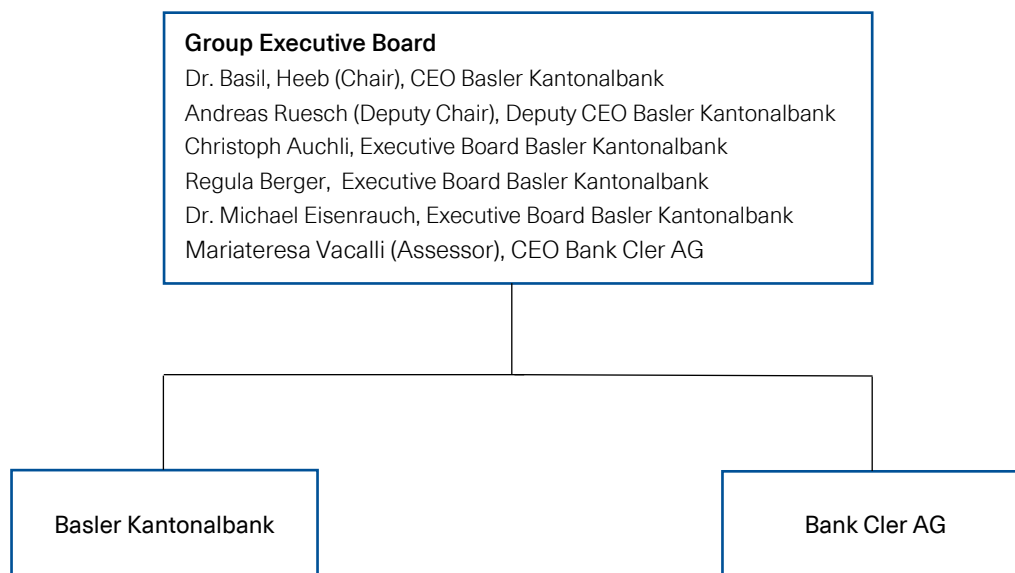 Group Executive Board
Dr. Basil, Heeb (Chair), CEO Basler Kantonalbank
Andreas Ruesch (Deputy Chair), Deputy CEO Basler Kantonalbank
Christoph Auchli, Executive Board Basler Kantonalbank
Regula Berger, Executive Board Basler Kantonalbank
Dr. Michael Eisenrauch, Executive Board Basler Kantonalbank
Mariateresa Vacalli (Assessor), CEO Bank Cler AG
Basler Kantonalbank
Bank Cler AG